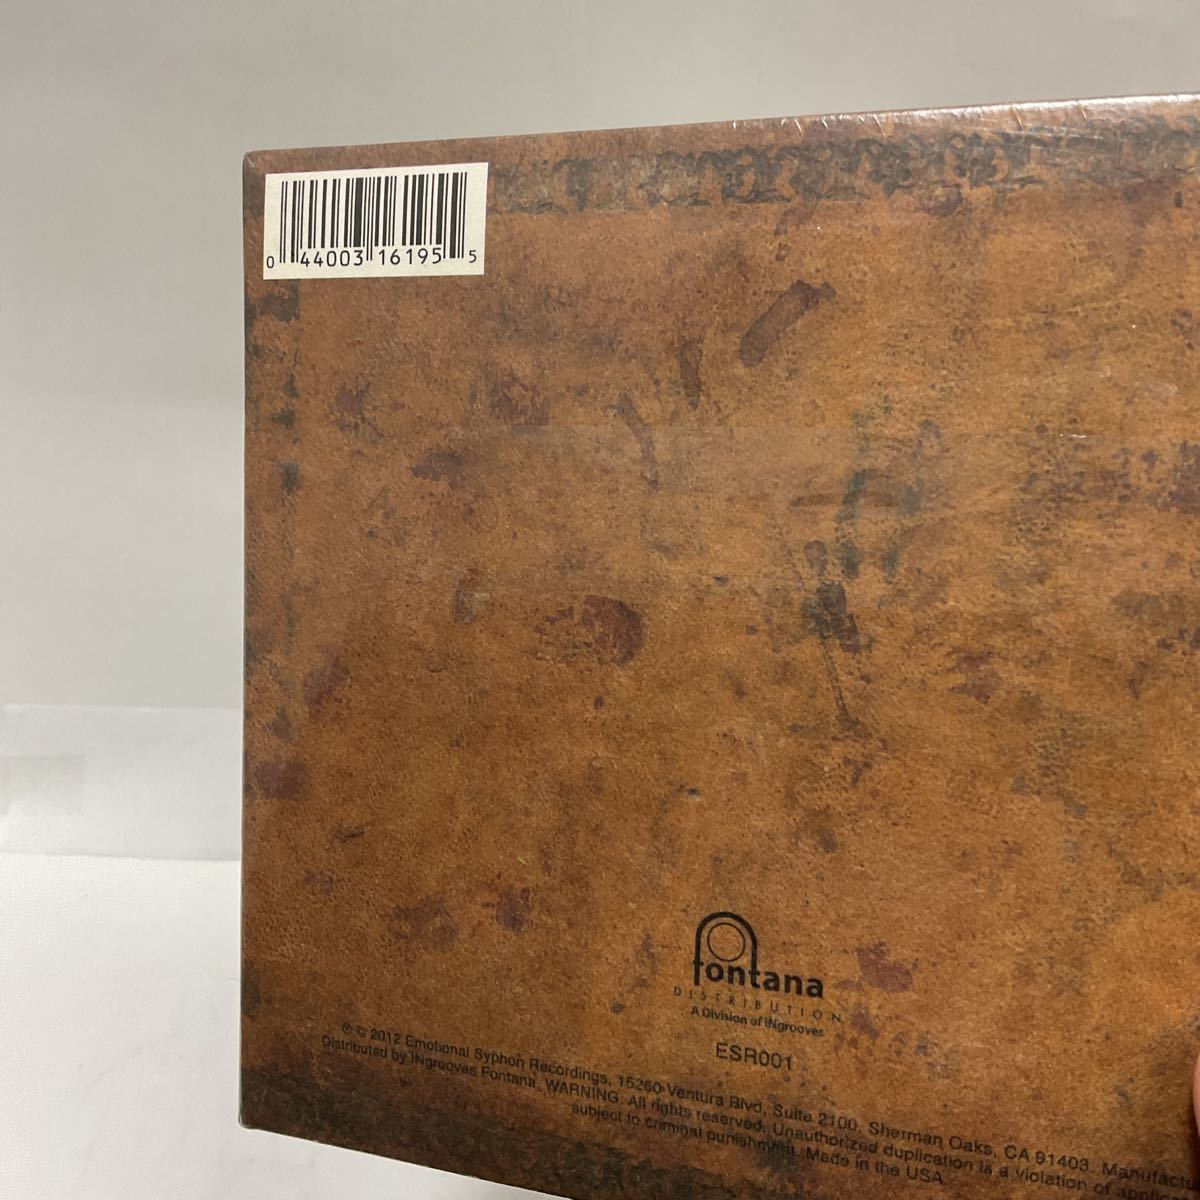 0 44003 16195 5
fontana
DISTRIBUTION
A Division of INgrooves
ESR001
℗ © 2012 Emotional Syphon Recordings, 15260 Ventura Blvd, Suite 2100, Sherman Oaks, CA 91403.
Distributed by INgrooves Fontana. WARNING: All rights reserved. Unauthorized duplication is a violation of
subject to criminal punishment. Made in the USA